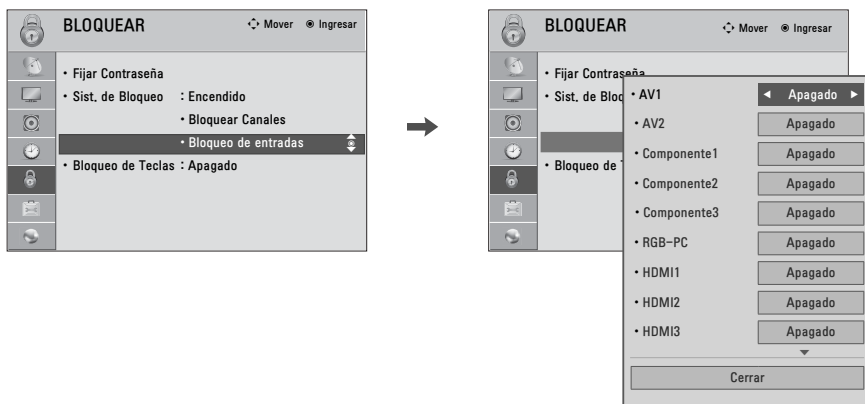 BLOQUEAR
Mover
Ingresar
• Fijar Contraseña
• Sist. de Bloqueo : Encendido
• Bloquear Canales
• Bloqueo de entradas
• Bloqueo de Teclas : Apagado
BLOQUEAR
Mover
Ingresar
• Fijar Contraseña
• Sist. de Bloq
• Bloqueo de
• AV1 ◀ Apagado ▶
• AV2 Apagado
• Componente1 Apagado
• Componente2 Apagado
• Componente3 Apagado
• RGB-PC Apagado
• HDMI1 Apagado
• HDMI2 Apagado
• HDMI3 Apagado
Cerrar